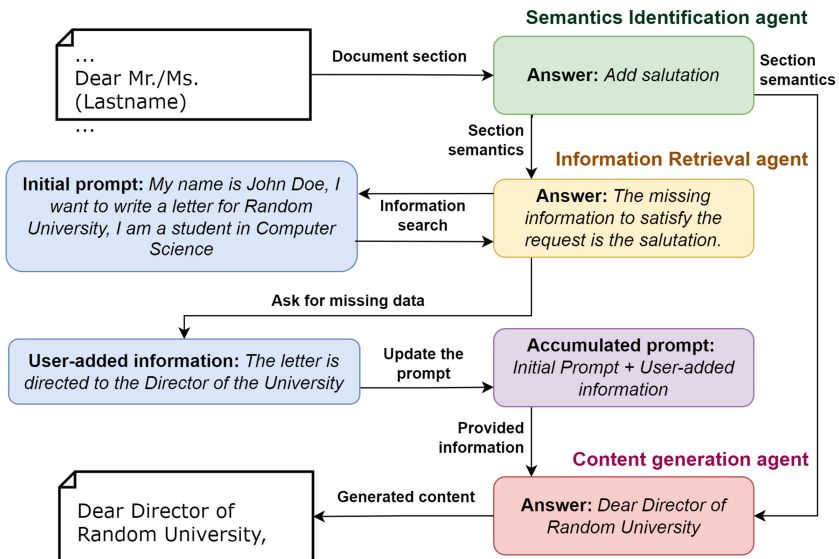 Semantics Identification agent
...
Dear Mr./Ms.
(Lastname)
...
Document section
Answer: Add salutation
Section
semantics
Section
semantics
Information Retrieval agent
Initial prompt: My name is John Doe, I
want to write a letter for Random
University, I am a student in Computer
Science
Information
search
Answer: The missing
information to satisfy the
request is the salutation.
Ask for missing data
User-added information: The letter is
directed to the Director of the University
Update the
prompt
Accumulated prompt:
Initial Prompt + User-added
information
Provided
information
Content generation agent
Dear Director of
Random University,
Generated content
Answer: Dear Director of
Random University